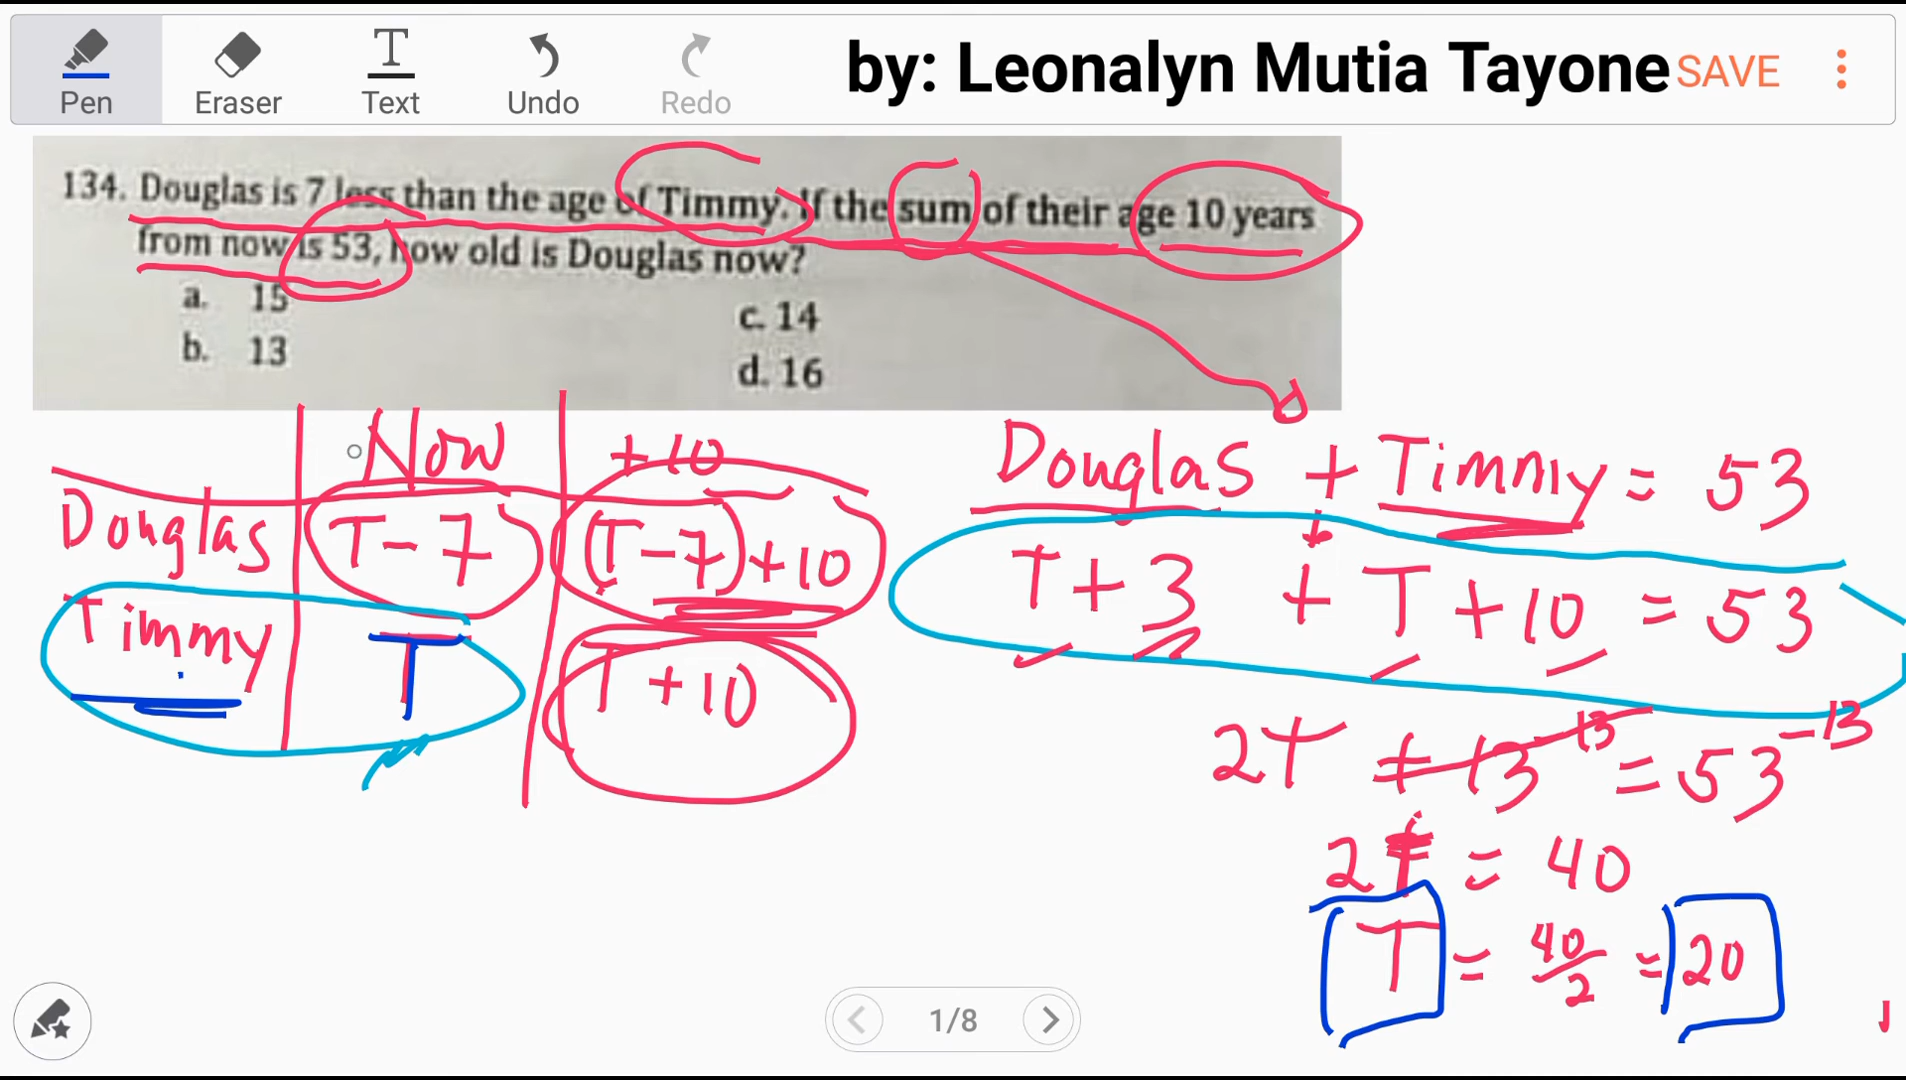 Pen
Eraser
Text
Undo
Redo
by: Leonalyn Mutia Tayone
SAVE
134. Douglas is 7 less than the age of Timmy. If the sum of their age 10 years
from now is 53, how old is Douglas now?
a. 15
c. 14
b. 13
d. 16
Now
+10
Douglas + Timmy = 53
Douglas
T-7
(T-7)+10
T+3 + T+10 = 53
Timmy
T
T+10
2T +13 -13 = 53 -13
2T = 40
T = 40/2 = 20
1/8